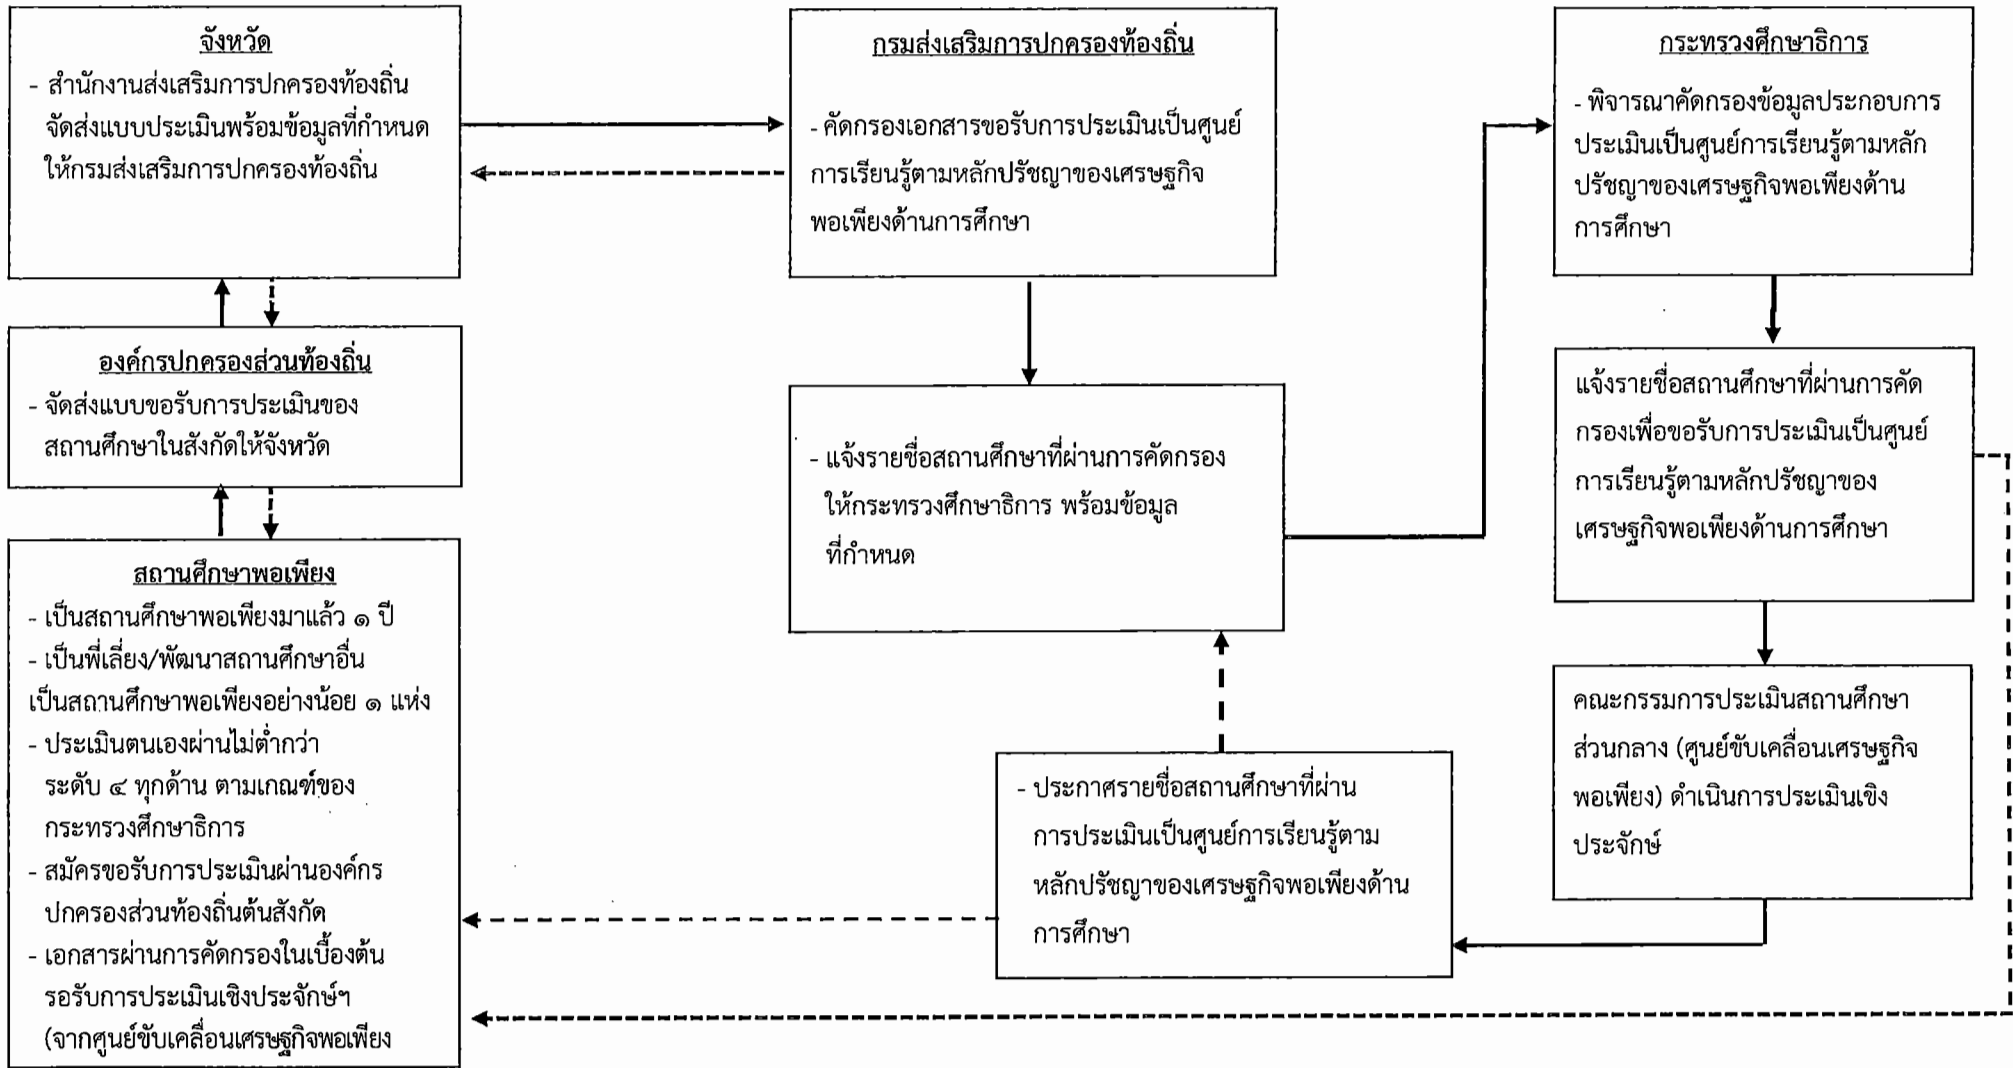 จังหวัด
- สำนักงานส่งเสริมการปกครองท้องถิ่น
จัดส่งแบบประเมินพร้อมข้อมูลที่กำหนด
ให้กรมส่งเสริมการปกครองท้องถิ่น
องค์กรปกครองส่วนท้องถิ่น
- จัดส่งแบบขอรับการประเมินของ
สถานศึกษาในสังกัดให้จังหวัด
สถานศึกษาพอเพียง
- เป็นสถานศึกษาพอเพียงมาแล้ว ๑ ปี
- เป็นพี่เลี่ยง/พัฒนาสถานศึกษาอื่น
เป็นสถานศึกษาพอเพียงอย่างน้อย ๑ แห่ง
- ประเมินตนเองผ่านไม่ต่ำกว่า
ระดับ ๔ ทุกด้าน ตามเกณฑ์ของ
กระทรวงศึกษาธิการ
- สมัครขอรับการประเมินผ่านองค์กร
ปกครองส่วนท้องถิ่นต้นสังกัด
- เอกสารผ่านการคัดกรองในเบื้องต้น
รอรับการประเมินเชิงประจักษ์ฯ
(จากศูนย์ขับเคลื่อนเศรษฐกิจพอเพียง
กรมส่งเสริมการปกครองท้องถิ่น
- คัดกรองเอกสารขอรับการประเมินเป็นศูนย์
การเรียนรู้ตามหลักปรัชญาของเศรษฐกิจ
พอเพียงด้านการศึกษา
- แจ้งรายชื่อสถานศึกษาที่ผ่านการคัดกรอง
ให้กระทรวงศึกษาธิการ พร้อมข้อมูล
ที่กำหนด
- ประกาศรายชื่อสถานศึกษาที่ผ่าน
การประเมินเป็นศูนย์การเรียนรู้ตาม
หลักปรัชญาของเศรษฐกิจพอเพียงด้าน
การศึกษา
กระทรวงศึกษาธิการ
- พิจารณาคัดกรองข้อมูลประกอบการ
ประเมินเป็นศูนย์การเรียนรู้ตามหลัก
ปรัชญาของเศรษฐกิจพอเพียงด้าน
การศึกษา
แจ้งรายชื่อสถานศึกษาที่ผ่านการคัด
กรองเพื่อขอรับการประเมินเป็นศูนย์
การเรียนรู้ตามหลักปรัชญาของ
เศรษฐกิจพอเพียงด้านการศึกษา
คณะกรรมการประเมินสถานศึกษา
ส่วนกลาง (ศูนย์ขับเคลื่อนเศรษฐกิจ
พอเพียง) ดำเนินการประเมินเชิง
ประจักษ์